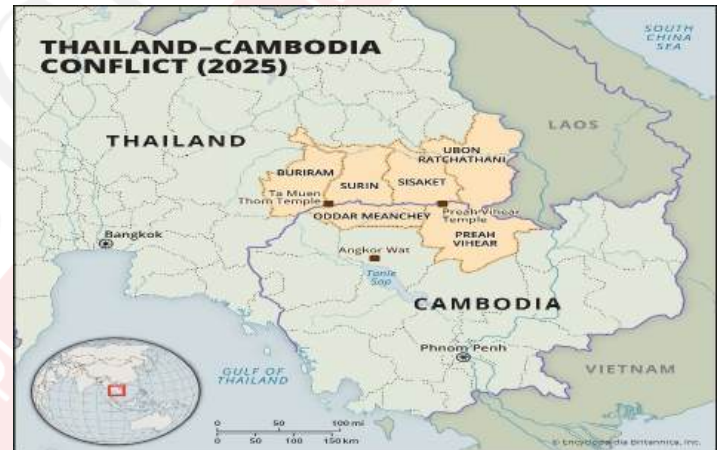 THAILAND–CAMBODIA
CONFLICT (2025)
SOUTH
CHINA
SEA
LAOS
THAILAND
UBON
RATCHATHANI
BURIRAM
SURIN
SISAKET
Ta Muen
Thom Temple
ODDAR MEANCHEY
Preah Vihear
Temple
PREAH
VIHEAR
Bangkok
Angkor Wat
Tonle
Sap
CAMBODIA
Phnom Penh
VIETNAM
GULF OF
THAILAND
0 50 100 mi
0 50 100 150 km
© Encyclopædia Britannica, Inc.